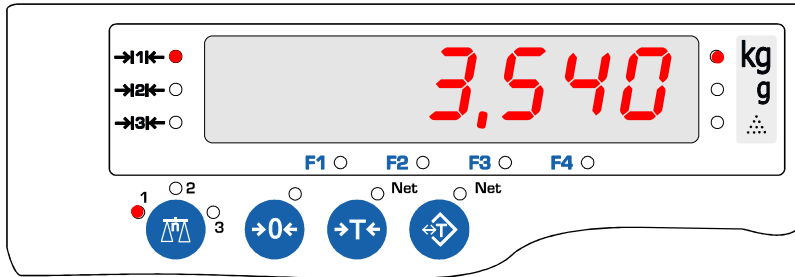 →|1|← 3,540 kg
→|2|← g
→|3|←
F1 F2 F3 F4
1 2 3 Net Net
n →0← →T← ⇔T